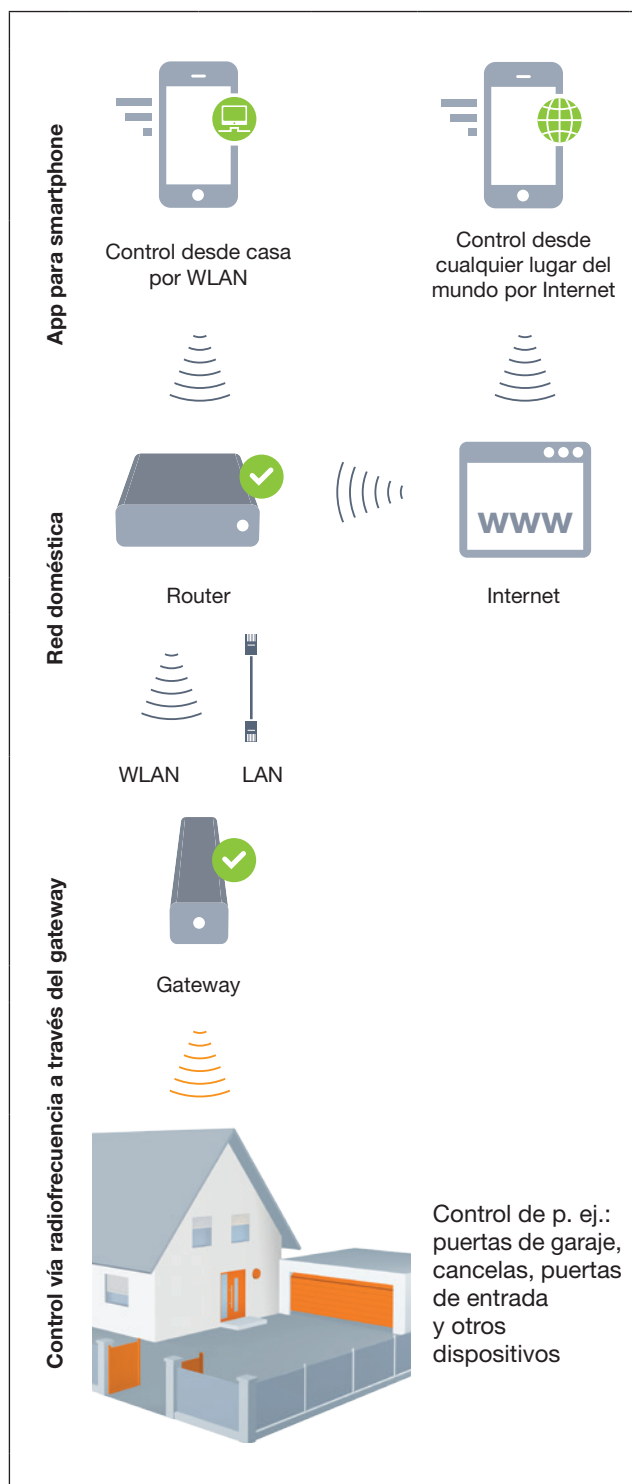 App para smartphone
Control desde casa
por WLAN
Control desde
cualquier lugar del
mundo por Internet
Red doméstica
www
Router
Internet
WLAN
LAN
Control vía radiofrecuencia a través del gateway
Gateway
Control de p. ej.:
puertas de garaje,
cancelas, puertas
de entrada
y otros
dispositivos